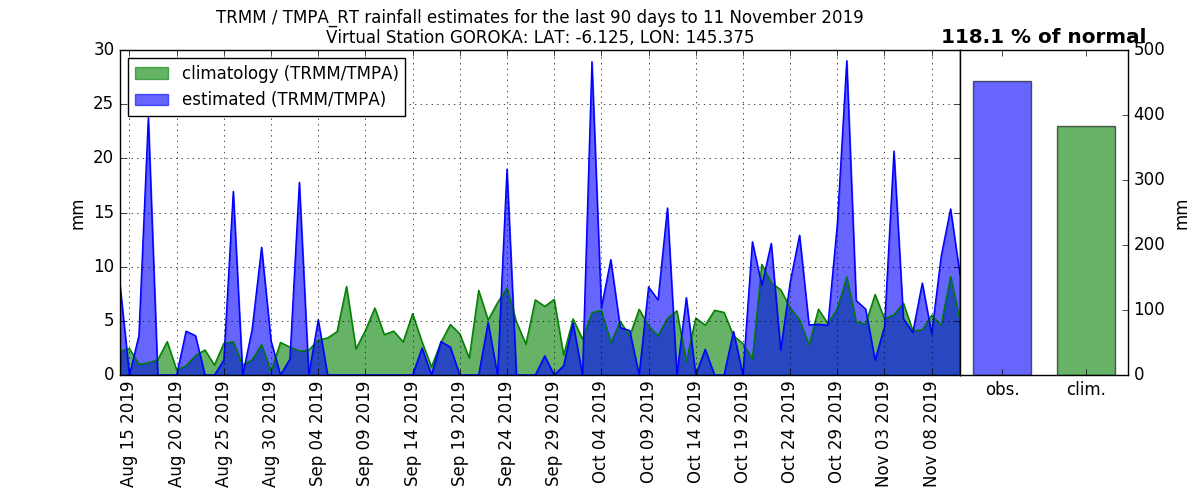 TRMM / TMPA_RT rainfall estimates for the last 90 days to 11 November 2019
Virtual Station GOROKA: LAT: -6.125, LON: 145.375
118.1 % of normal
climatology (TRMM/TMPA)
estimated (TRMM/TMPA)
mm
30
25
20
15
10
5
0
Aug 15 2019
Aug 20 2019
Aug 25 2019
Aug 30 2019
Sep 04 2019
Sep 09 2019
Sep 14 2019
Sep 19 2019
Sep 24 2019
Sep 29 2019
Oct 04 2019
Oct 09 2019
Oct 14 2019
Oct 19 2019
Oct 24 2019
Oct 29 2019
Nov 03 2019
Nov 08 2019
obs.
clim.
500
400
300
200
100
0
mm